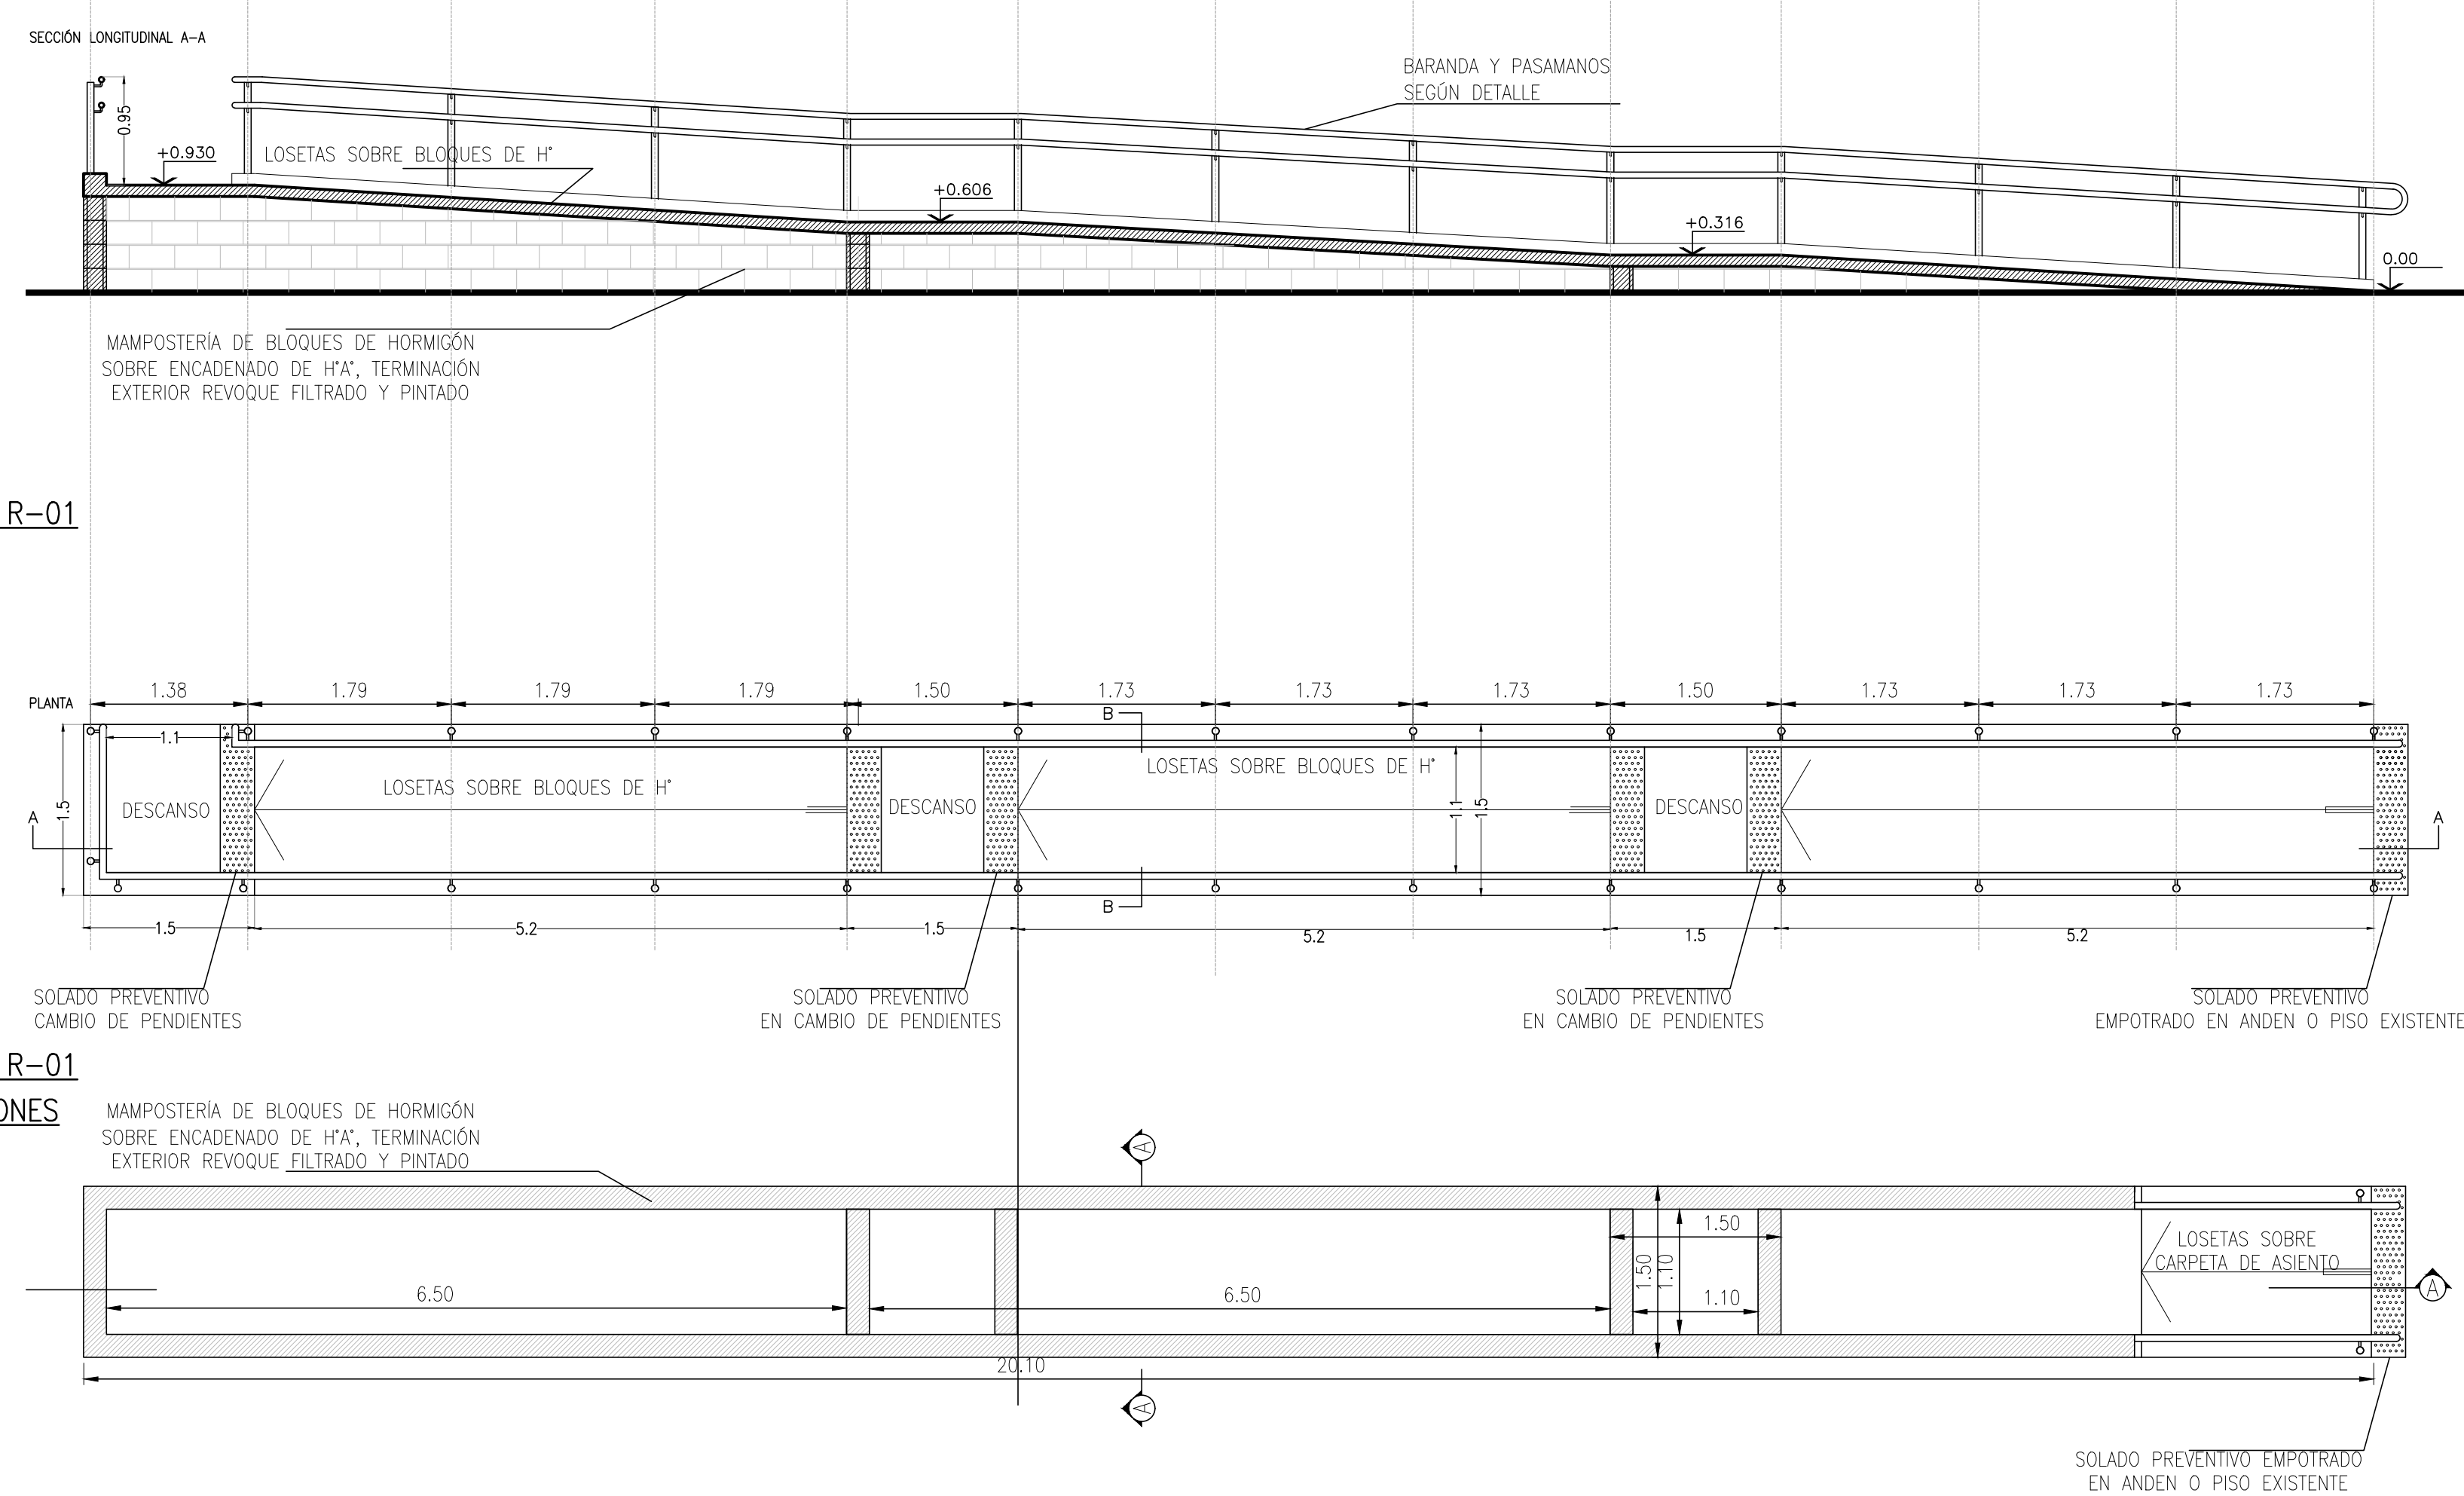 SECCIÓN LONGITUDINAL A-A
BARANDA Y PASAMANOS
SEGÚN DETALLE
0.95
+0.930
LOSETAS SOBRE BLOQUES DE H°
+0.606
+0.316
0.00
MAMPOSTERÍA DE BLOQUES DE HORMIGÓN
SOBRE ENCADENADO DE H°A°, TERMINACIÓN
EXTERIOR REVOQUE FILTRADO Y PINTADO
R-01
PLANTA
1.38 1.79 1.79 1.79 1.50 1.73 1.73 1.73 1.50 1.73 1.73 1.73
B
1.1
LOSETAS SOBRE BLOQUES DE H°
LOSETAS SOBRE BLOQUES DE H°
1.5
DESCANSO
DESCANSO
1.1
1.5
DESCANSO
A
A
B
1.5 5.2 1.5 5.2 1.5 5.2
SOLADO PREVENTIVO
CAMBIO DE PENDIENTES
SOLADO PREVENTIVO
EN CAMBIO DE PENDIENTES
SOLADO PREVENTIVO
EN CAMBIO DE PENDIENTES
SOLADO PREVENTIVO
EMPOTRADO EN ANDEN O PISO EXISTENTE
R-01
ONES
MAMPOSTERÍA DE BLOQUES DE HORMIGÓN
SOBRE ENCADENADO DE H°A°, TERMINACIÓN
EXTERIOR REVOQUE FILTRADO Y PINTADO
A
1.50
LOSETAS SOBRE
CARPETA DE ASIENTO
1.50
1.10
A
6.50
6.50
1.10
20.10
A
SOLADO PREVENTIVO EMPOTRADO
EN ANDEN O PISO EXISTENTE